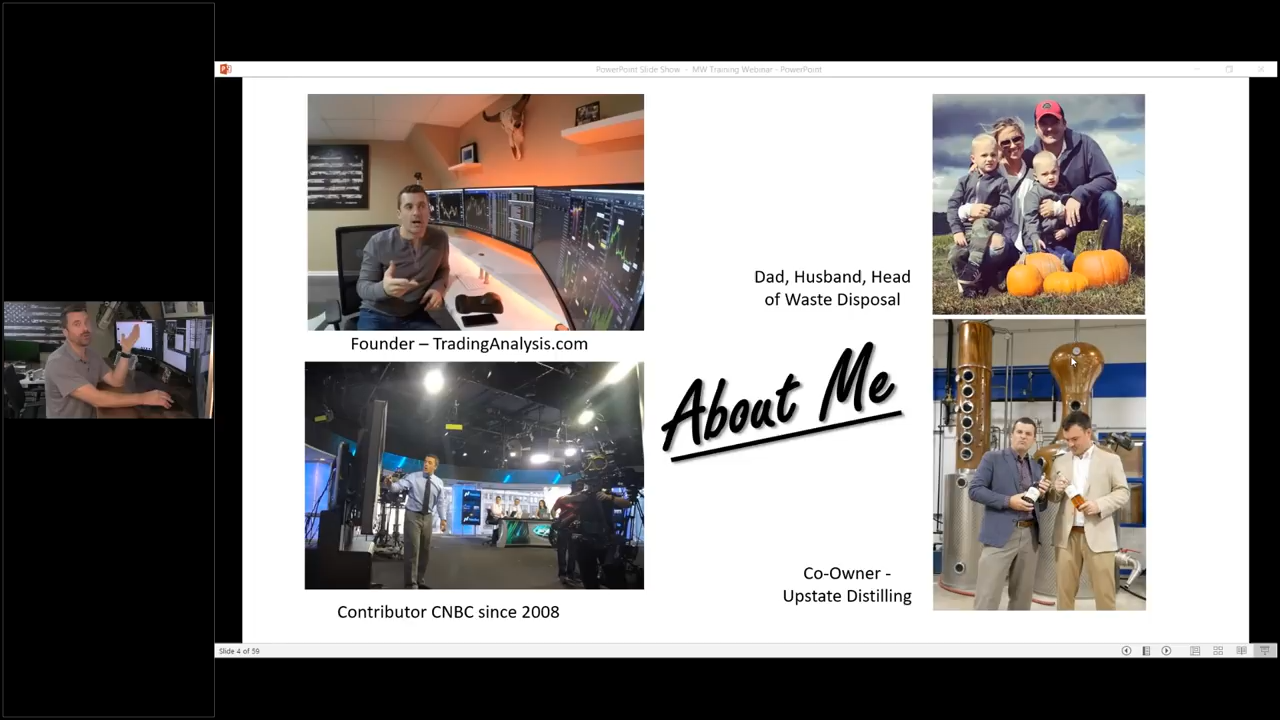 PowerPoint Slide Show - MW Training Webinar - PowerPoint
Founder – TradingAnalysis.com
Contributor CNBC since 2008
About Me
Dad, Husband, Head
of Waste Disposal
Co-Owner -
Upstate Distilling
Slide 4 of 59